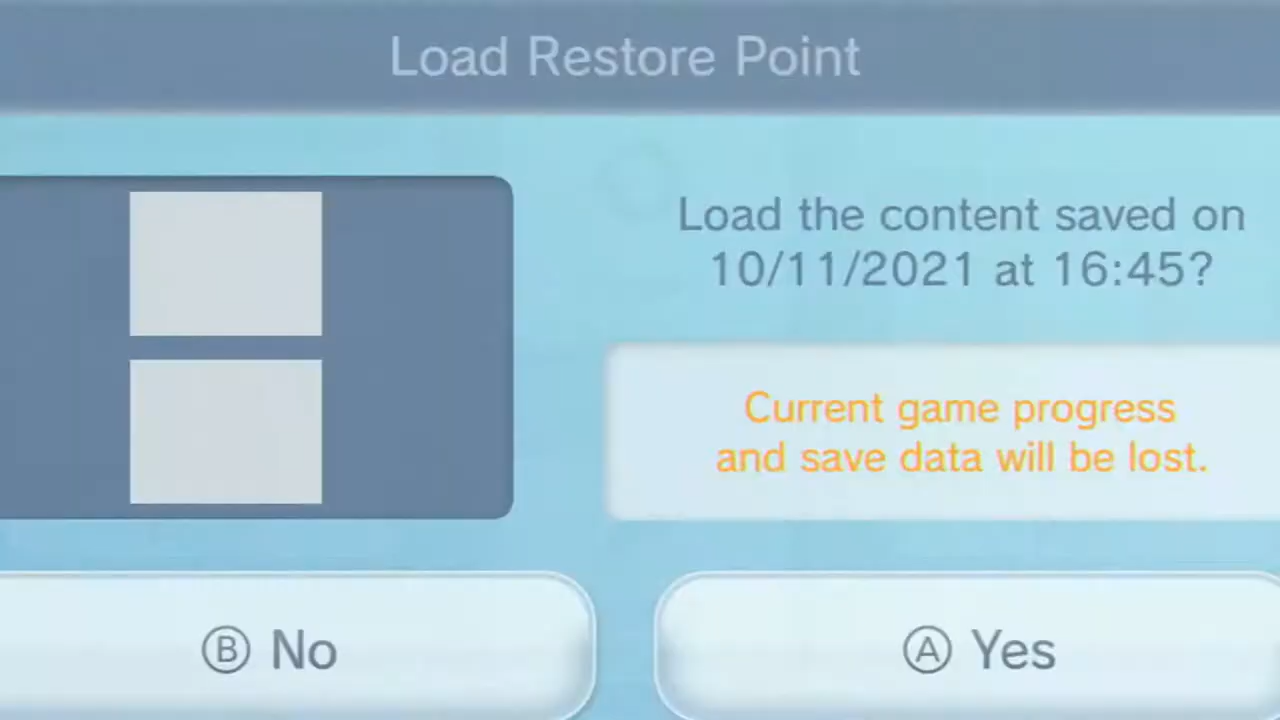 Load Restore Point
Load the content saved on
10/11/2021 at 16:45?
Current game progress
and save data will be lost.
Ⓑ No
Ⓐ Yes